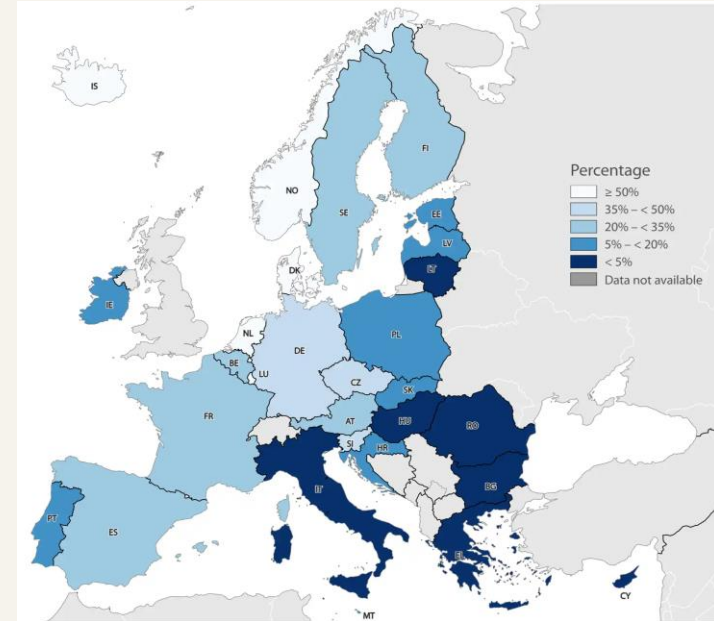 IS
FI
NO
SE
Percentage
≥ 50%
35% – < 50%
20% – < 35%
5% – < 20%
< 5%
Data not available
EE
LV
LT
DK
IE
NL
PL
DE
BE
LU
CZ
SK
FR
AT
HU
RO
SI
HR
IT
BG
PT
ES
EL
CY
MT